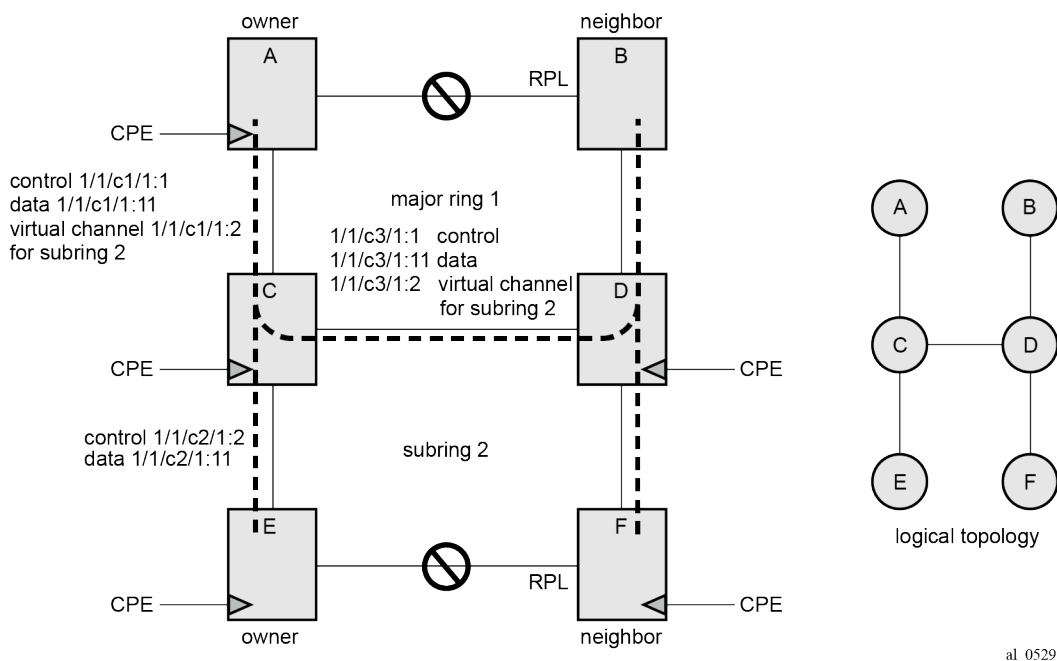 owner
neighbor
A
B
RPL
CPE
control 1/1/c1/1:1
data 1/1/c1/1:11
virtual channel 1/1/c1/1:2
for subring 2
major ring 1
1/1/c3/1:1 control
1/1/c3/1:11 data
1/1/c3/1:2 virtual channel
for subring 2
C
D
CPE
CPE
control 1/1/c2/1:2
data 1/1/c2/1:11
subring 2
E
F
RPL
CPE
CPE
owner
neighbor
A
B
C
D
E
F
logical topology
al_0529